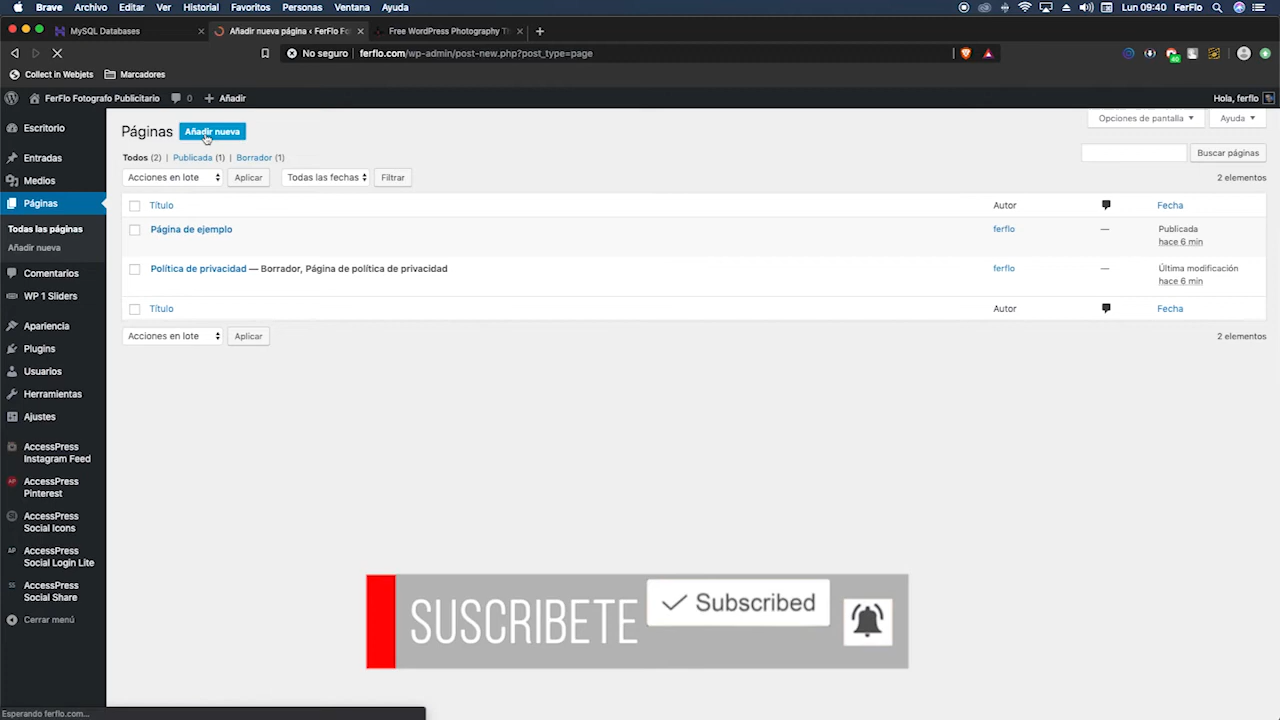 Brave Archivo Editar Ver Historial Favoritos Personas Ventana Ayuda Lun 09:40 FerFlo
MySQL Databases × Añadir nueva página ‹ FerFlo Fo × Free WordPress Photography Th × +
No seguro ferflo.com/wp-admin/post-new.php?post_type=page
Collect in Webjets Marcadores
FerFlo Fotografo Publicitario 0 + Añadir Hola, ferflo
Opciones de pantalla Ayuda
Escritorio
Entradas
Medios
Páginas
Todas las páginas
Añadir nueva
Comentarios
WP 1 Sliders
Apariencia
Plugins
Usuarios
Herramientas
Ajustes
AccessPress
Instagram Feed
AccessPress
Pinterest
AccessPress
Social Icons
AccessPress
Social Login Lite
AccessPress
Social Share
Cerrar menú
Páginas Añadir nueva
Todos (2) | Publicada (1) | Borrador (1) Buscar páginas
Acciones en lote Aplicar Todas las fechas Filtrar 2 elementos
Título Autor Fecha
Página de ejemplo ferflo — Publicada
hace 6 min
Política de privacidad — Borrador, Página de política de privacidad ferflo — Última modificación
hace 6 min
Título Autor Fecha
Acciones en lote Aplicar 2 elementos
SUSCRIBETE Subscribed
Esperando ferflo.com...